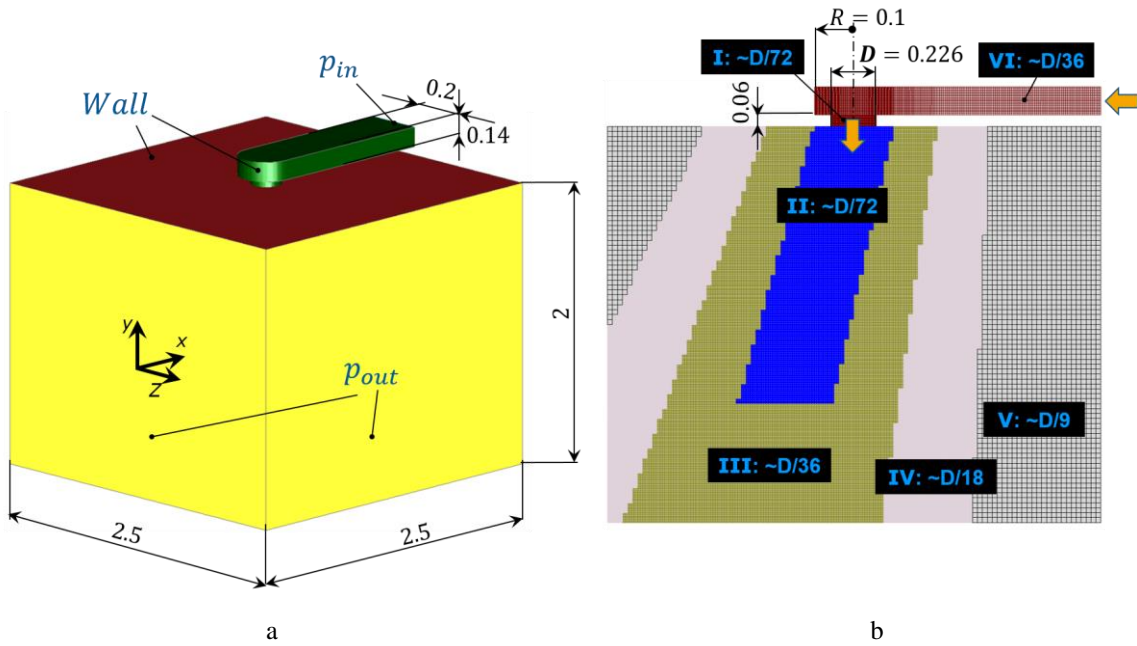 p_in
Wall
0.2
0.14
2
y
x
z
p_out
2.5
2.5
a
R = 0.1
I: ~D/72
D = 0.226
VI: ~D/36
0.06
II: ~D/72
V: ~D/9
III: ~D/36
IV: ~D/18
b